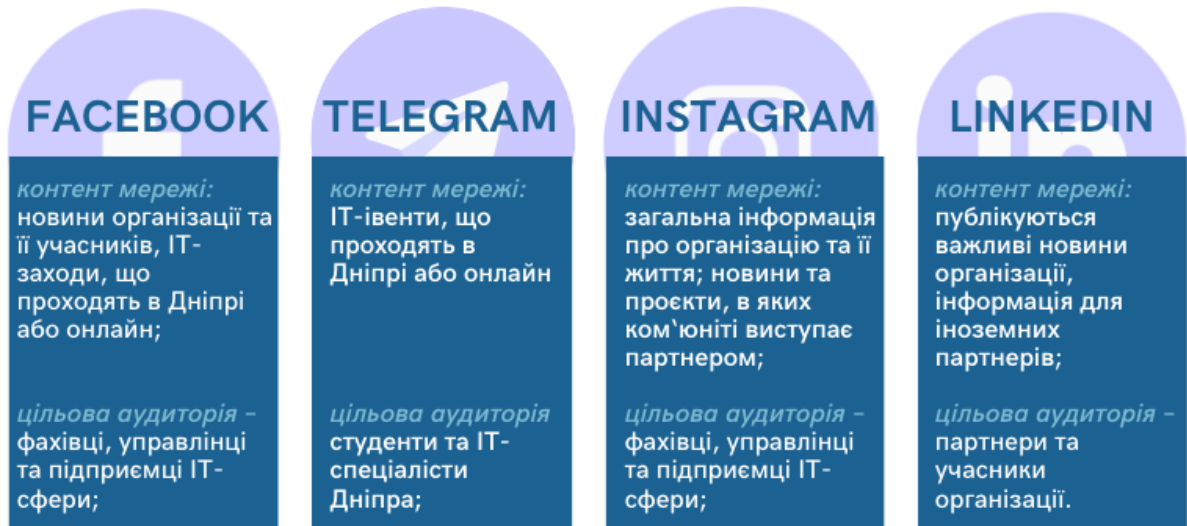 FACEBOOK
контент мережі:
новини організації та
її учасників, ІТ-
заходи, що
проходять в Дніпрі
або онлайн;
цільова аудиторія –
фахівці, управлінці
та підприємці ІТ-
сфери;
TELEGRAM
контент мережі:
ІТ-івенти, що
проходять в
Дніпрі або онлайн
цільова аудиторія
студенти та ІТ-
спеціалісти
Дніпра;
INSTAGRAM
контент мережі:
загальна інформація
про організацію та її
життя; новини та
проєкти, в яких
ком‘юніті виступає
партнером;
цільова аудиторія –
фахівці, управлінці
та підприємці ІТ-
сфери;
LINKEDIN
контент мережі:
публікуються
важливі новини
організації,
інформація для
іноземних
партнерів;
цільова аудиторія –
партнери та
учасники
організації.